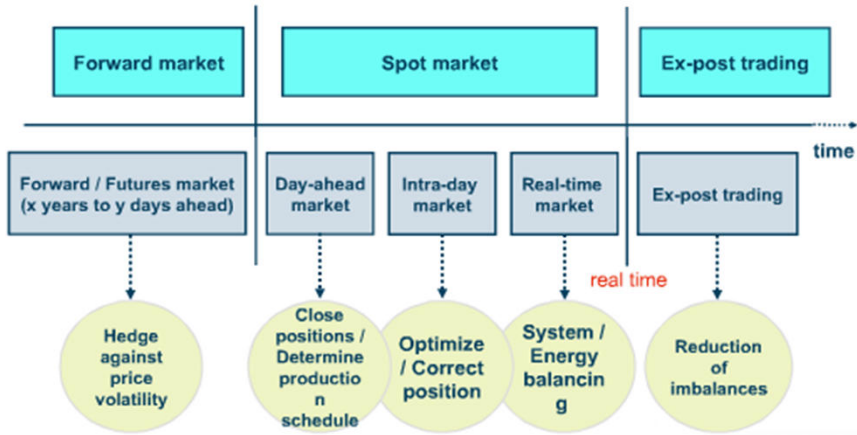 Forward market
Spot market
Ex-post trading
time
Forward / Futures market
(x years to y days ahead)
Day-ahead
market
Intra-day
market
Real-time
market
Ex-post trading
real time
Hedge
against
price
volatility
Close
positions /
Determine
productio
n
schedule
Optimize
/ Correct
position
System /
Energy
balancin
g
Reduction
of
imbalances